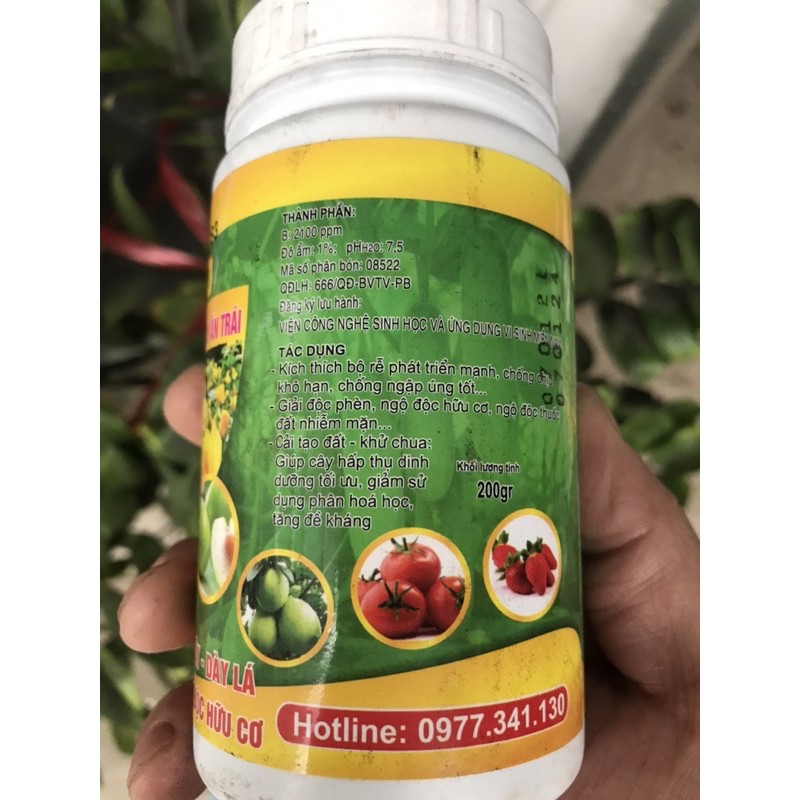 THÀNH PHẦN:
B: 2100 ppm
Độ ẩm: 1%; pHH₂O: 7,5
Mã số phân bón: 08522
QĐLH: 666/QĐ-BVTV-PB
Đăng ký lưu hành:
VIỆN CÔNG NGHỆ SINH HỌC VÀ ỨNG DỤNG VI SINH
TÁC DỤNG
- Kích thích bộ rễ phát triển mạnh, chống
khô hạn, chống ngập úng tốt...
- Giải độc phèn, ngộ độc hữu cơ, ngộ độc thuốc
đất nhiễm mặn...
- Cải tạo đất - khử chua:
Giúp cây hấp thụ dinh
dưỡng tối ưu, giảm sử
dụng phân hoá học,
tăng đề kháng
Khối lượng tịnh
200gr
TRÁI
- DÀY LÁ
HỮU CƠ
Hotline: 0977.341.130